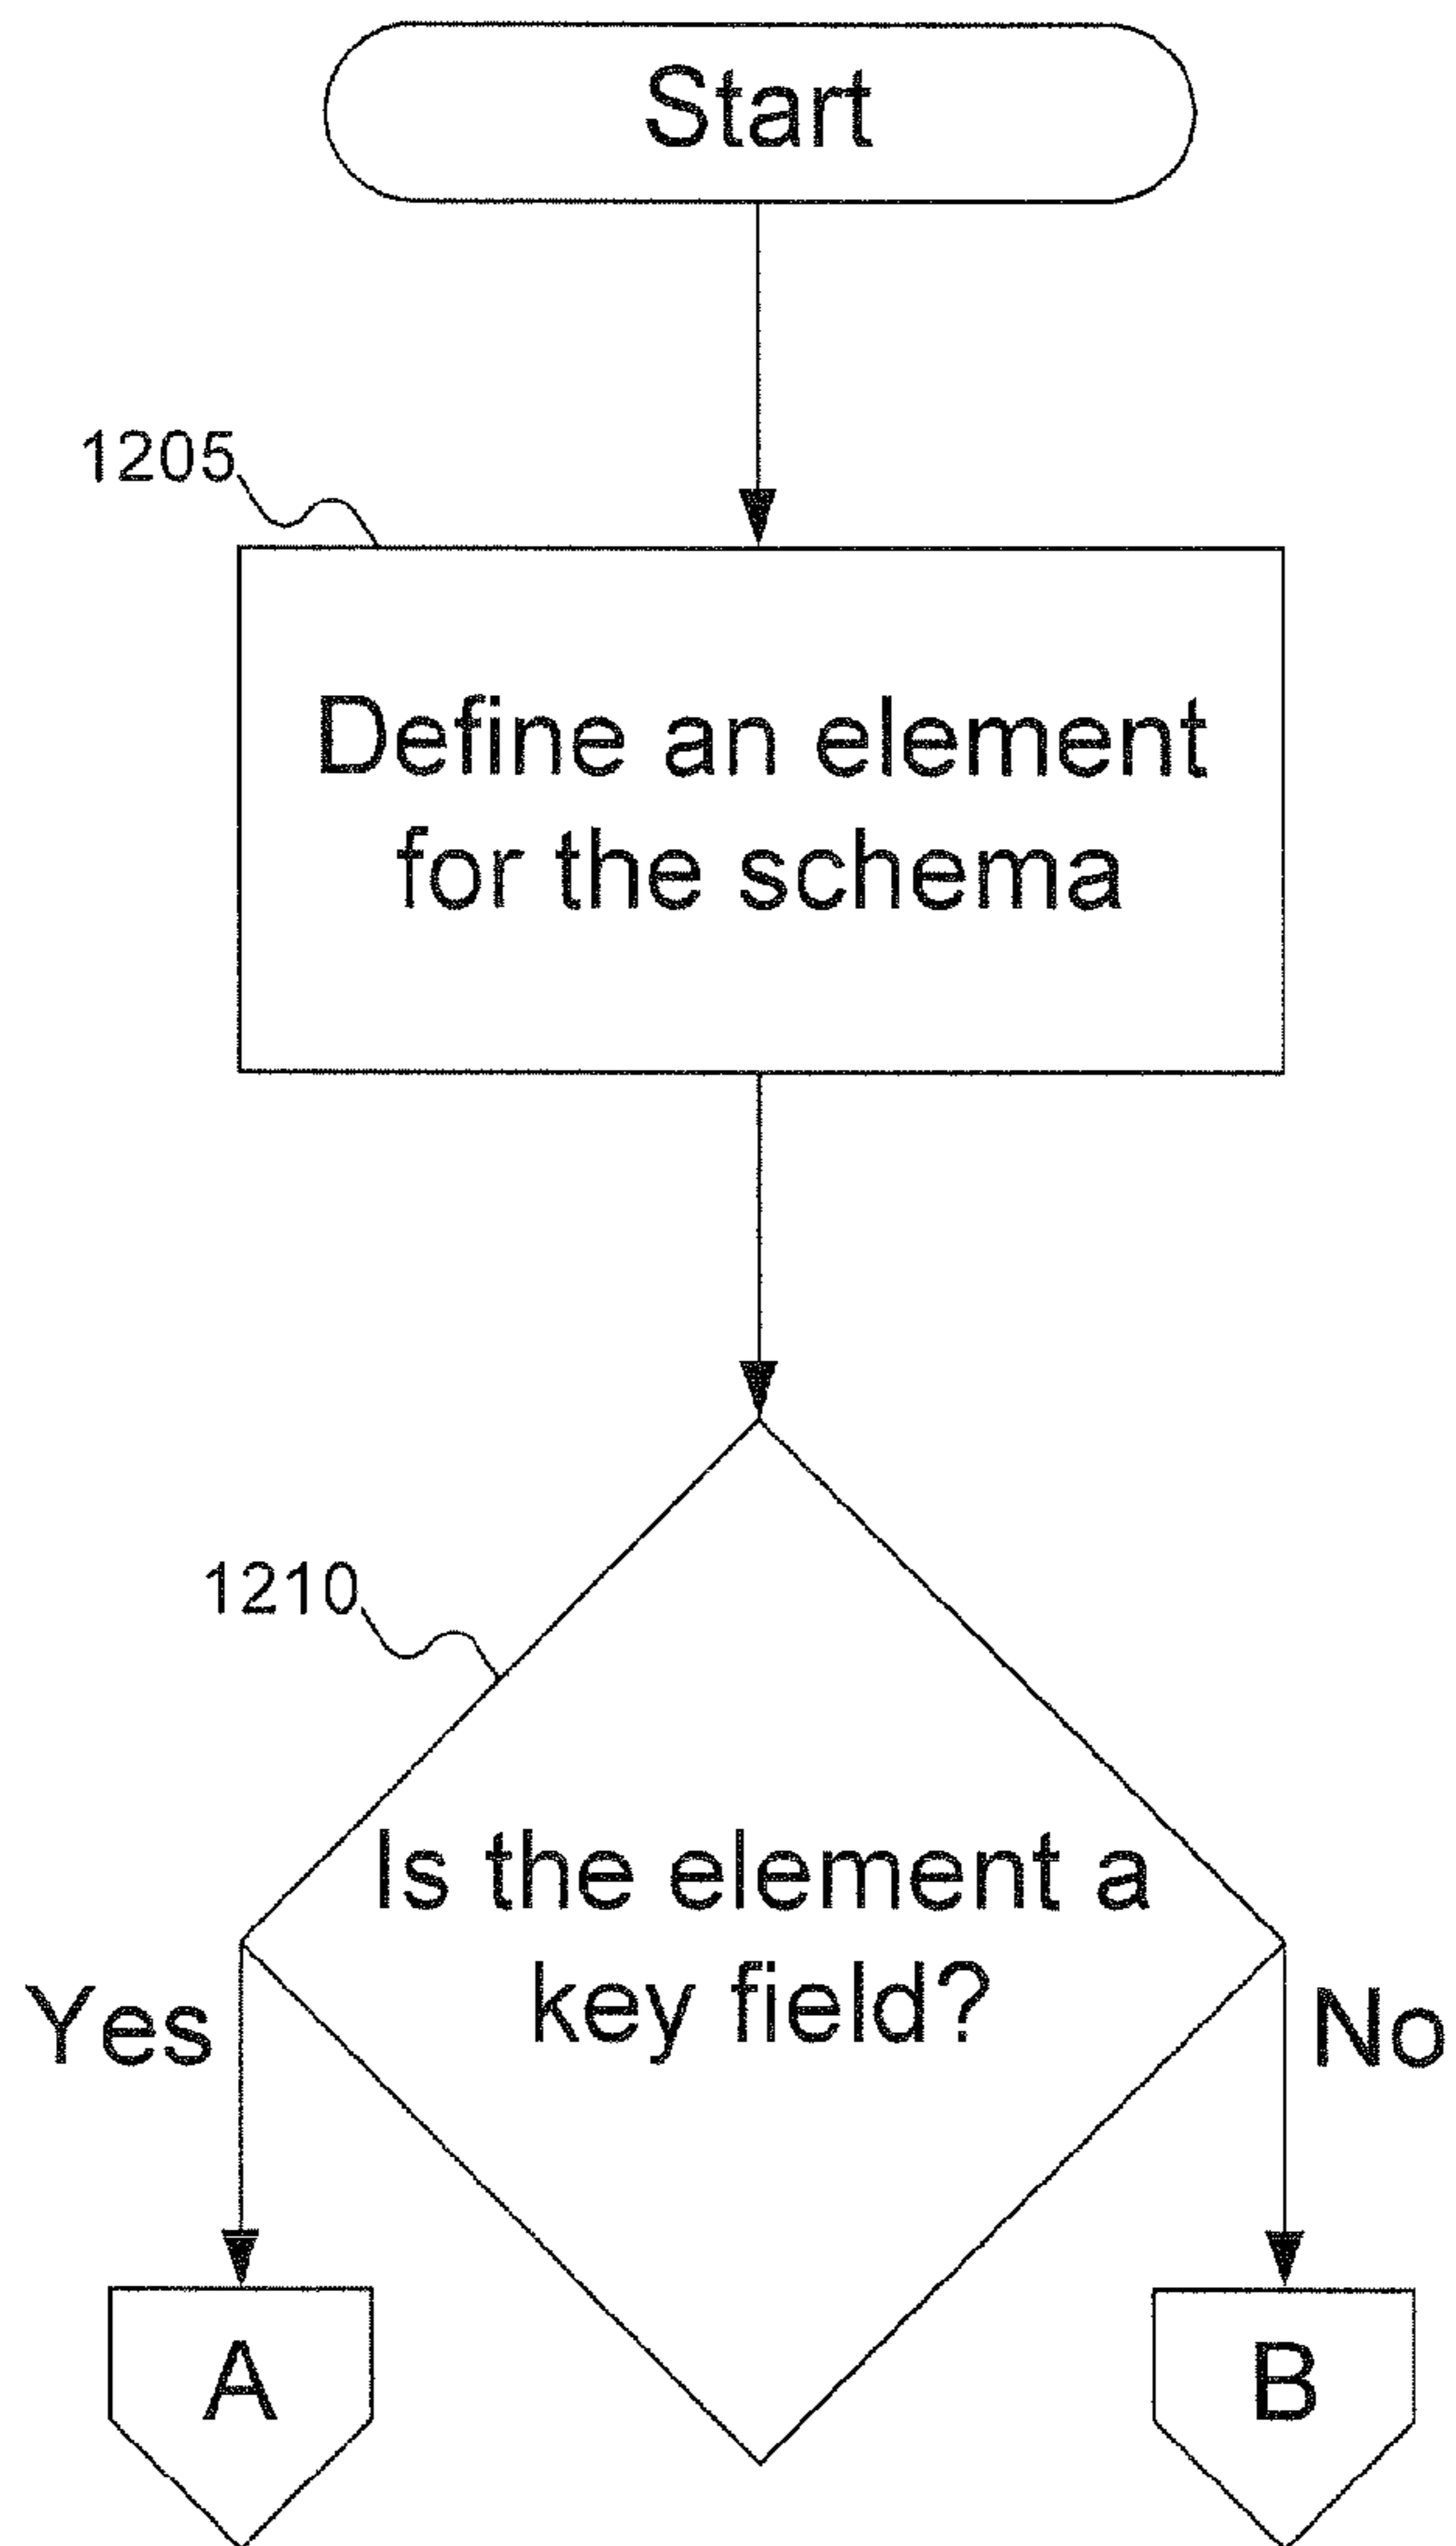 Start
1205
Define an element
for the schema
1210
Is the element a
key field?
Yes
No
A
B